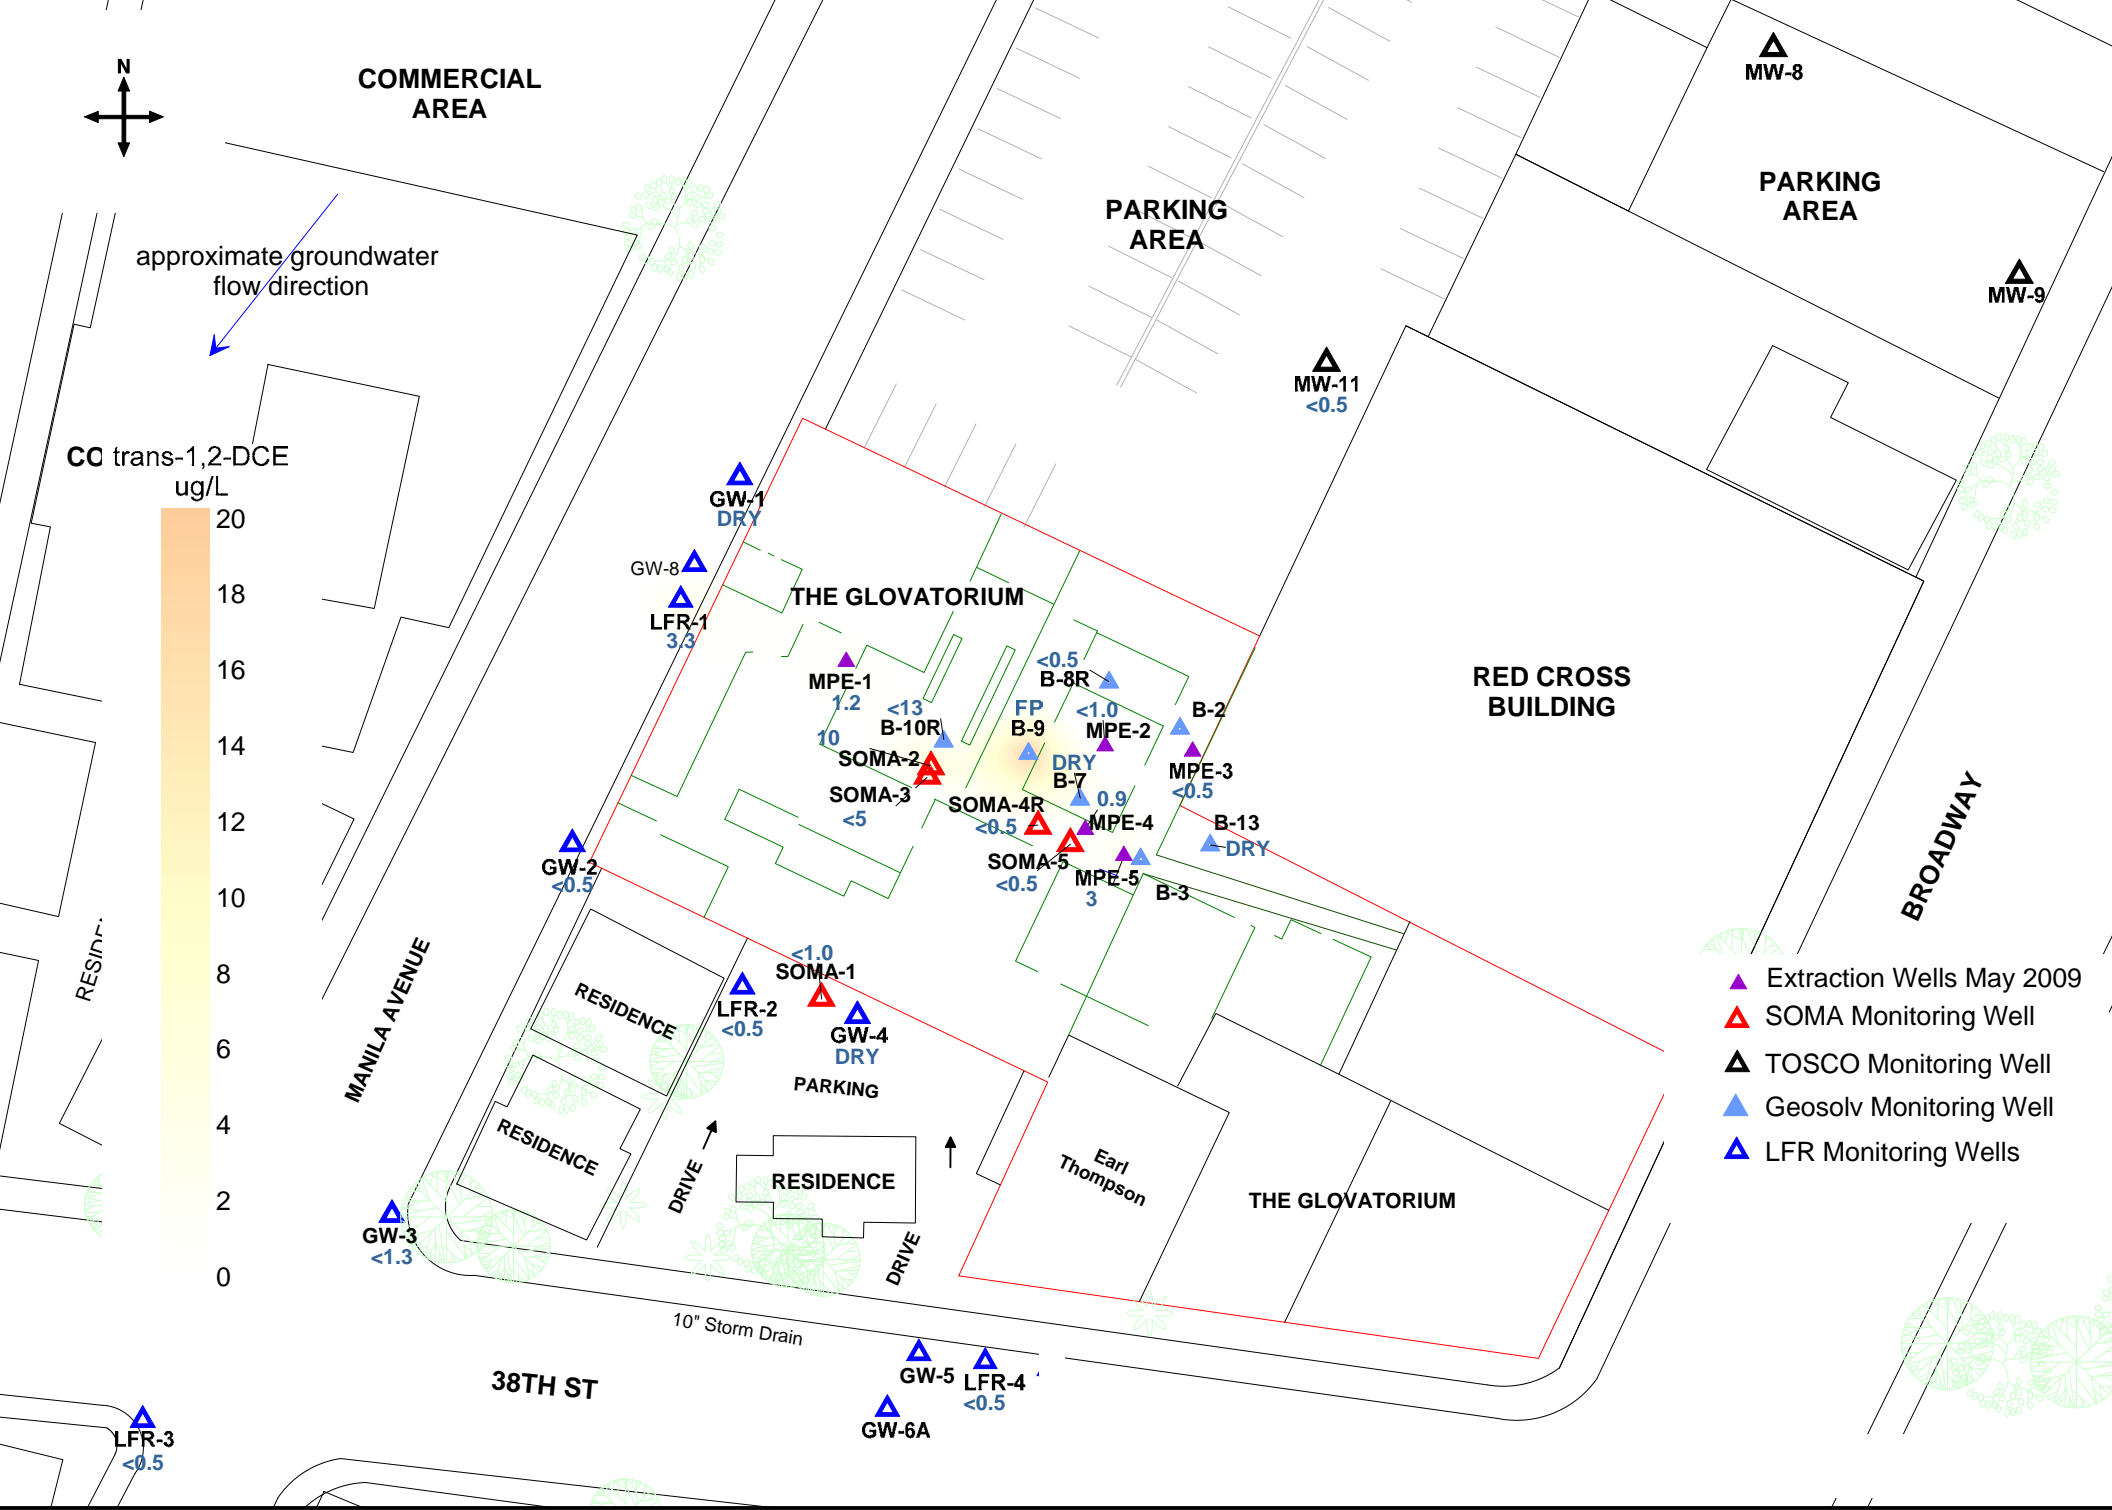 N
COMMERCIAL
AREA
MW-8
PARKING
AREA
PARKING
AREA
approximate groundwater
flow direction
MW-9
MW-11
<0.5
CO trans-1,2-DCE
ug/L
20
18
16
14
12
10
8
6
4
2
0
GW-1
DRY
GW-8
LFR-1
3.3
THE GLOVATORIUM
MPE-1
1.2
<13
B-10R
10
SOMA-2
SOMA-3
<5
FP
B-9
<0.5
B-8R
<1.0
MPE-2
B-2
MPE-3
<0.5
DRY
B-7
0.9
MPE-4
SOMA-4R
<0.5
SOMA-5
<0.5
MPE-5
3
B-3
B-13
DRY
RED CROSS
BUILDING
BROADWAY
GW-2
<0.5
<1.0
SOMA-1
LFR-2
<0.5
GW-4
DRY
PARKING
RESIDENCE
RESIDENCE
RESIDENCE
MANILA AVENUE
DRIVE
DRIVE
Earl
Thompson
THE GLOVATORIUM
GW-3
<1.3
10" Storm Drain
38TH ST
GW-5
LFR-4
<0.5
GW-6A
LFR-3
<0.5
Extraction Wells May 2009
SOMA Monitoring Well
TOSCO Monitoring Well
Geosolv Monitoring Well
LFR Monitoring Wells